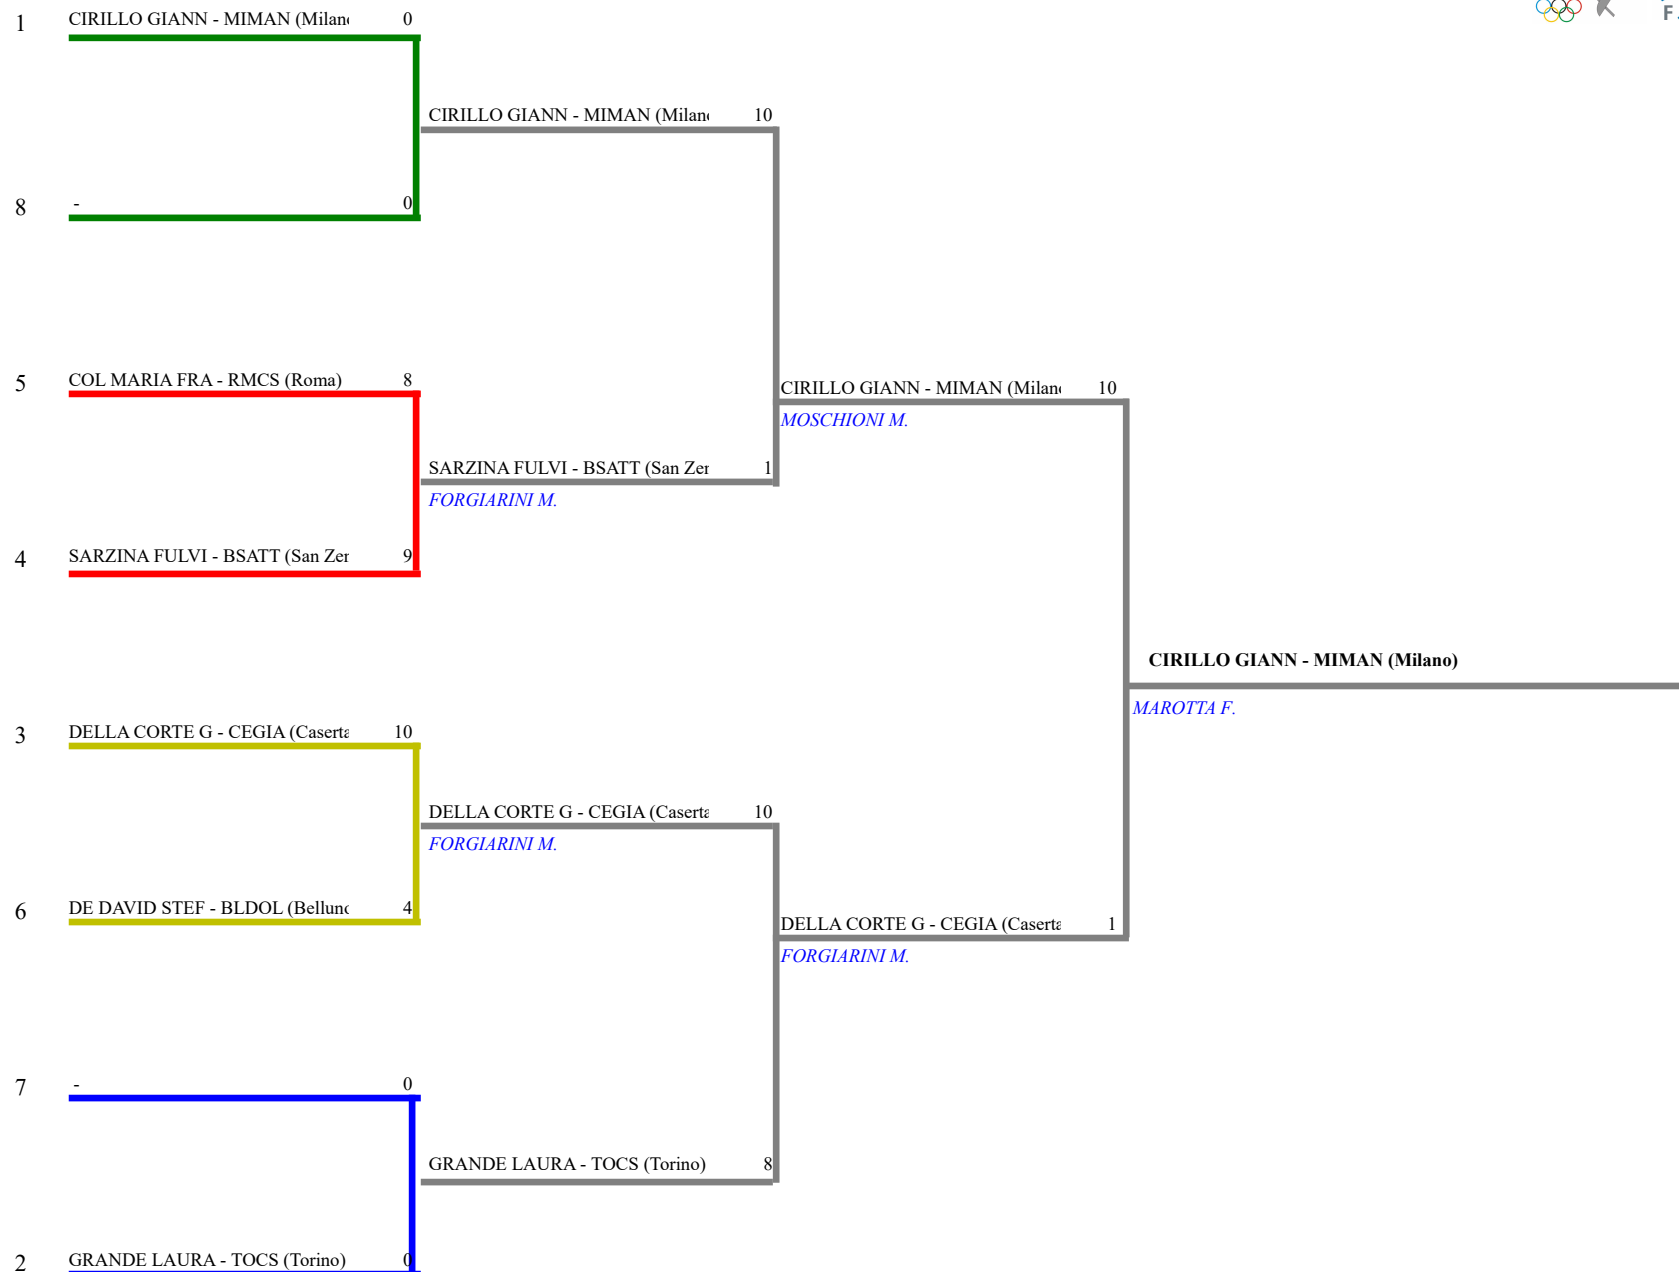 1 CIRILLO GIANN - MIMAN (Milan 0
F
CIRILLO GIANN - MIMAN (Milan 10
8 - 0
5 COL MARIA FRA - RMCS (Roma) 8
CIRILLO GIANN - MIMAN (Milan 10
MOSCHIONI M.
SARZINA FULVI - BSATT (San Zer 1
FORGIARINI M.
4 SARZINA FULVI - BSATT (San Zer 9
CIRILLO GIANN - MIMAN (Milano)
MAROTTA F.
3 DELLA CORTE G - CEGIA (Caserta 10
DELLA CORTE G - CEGIA (Caserta 10
FORGIARINI M.
6 DE DAVID STEF - BLDOL (Bellun 4
DELLA CORTE G - CEGIA (Caserta 1
FORGIARINI M.
7 - 0
GRANDE LAURA - TOCS (Torino) 8
2 GRANDE LAURA - TOCS (Torino) 0